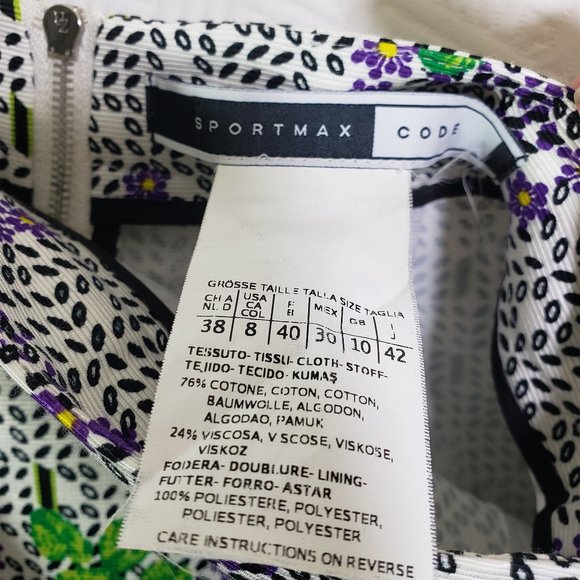 SPORTMAX CODE
GRÖSSE TAILLE TALLA SIZE TAGLIA
CH A USA F MEX GB I
NL D CA B J
COL
38 8 40 30 10 42
TESSUTO- TISSU- CLOTH- STOFF-
TEJIDO- TECIDO- KUMAŞ
76% COTONE, COTON, COTTON,
BAUMWOLLE, ALGODON,
ALGODAO, PAMUK
24% VISCOSA, VISCOSE, VISKOSE,
VISKOZ
FODERA- DOUBLURE- LINING-
FUTTER- FORRO- ASTAR
100% POLIESTERE, POLYESTER,
POLIESTER, POLYESTER
CARE INSTRUCTIONS ON REVERSE